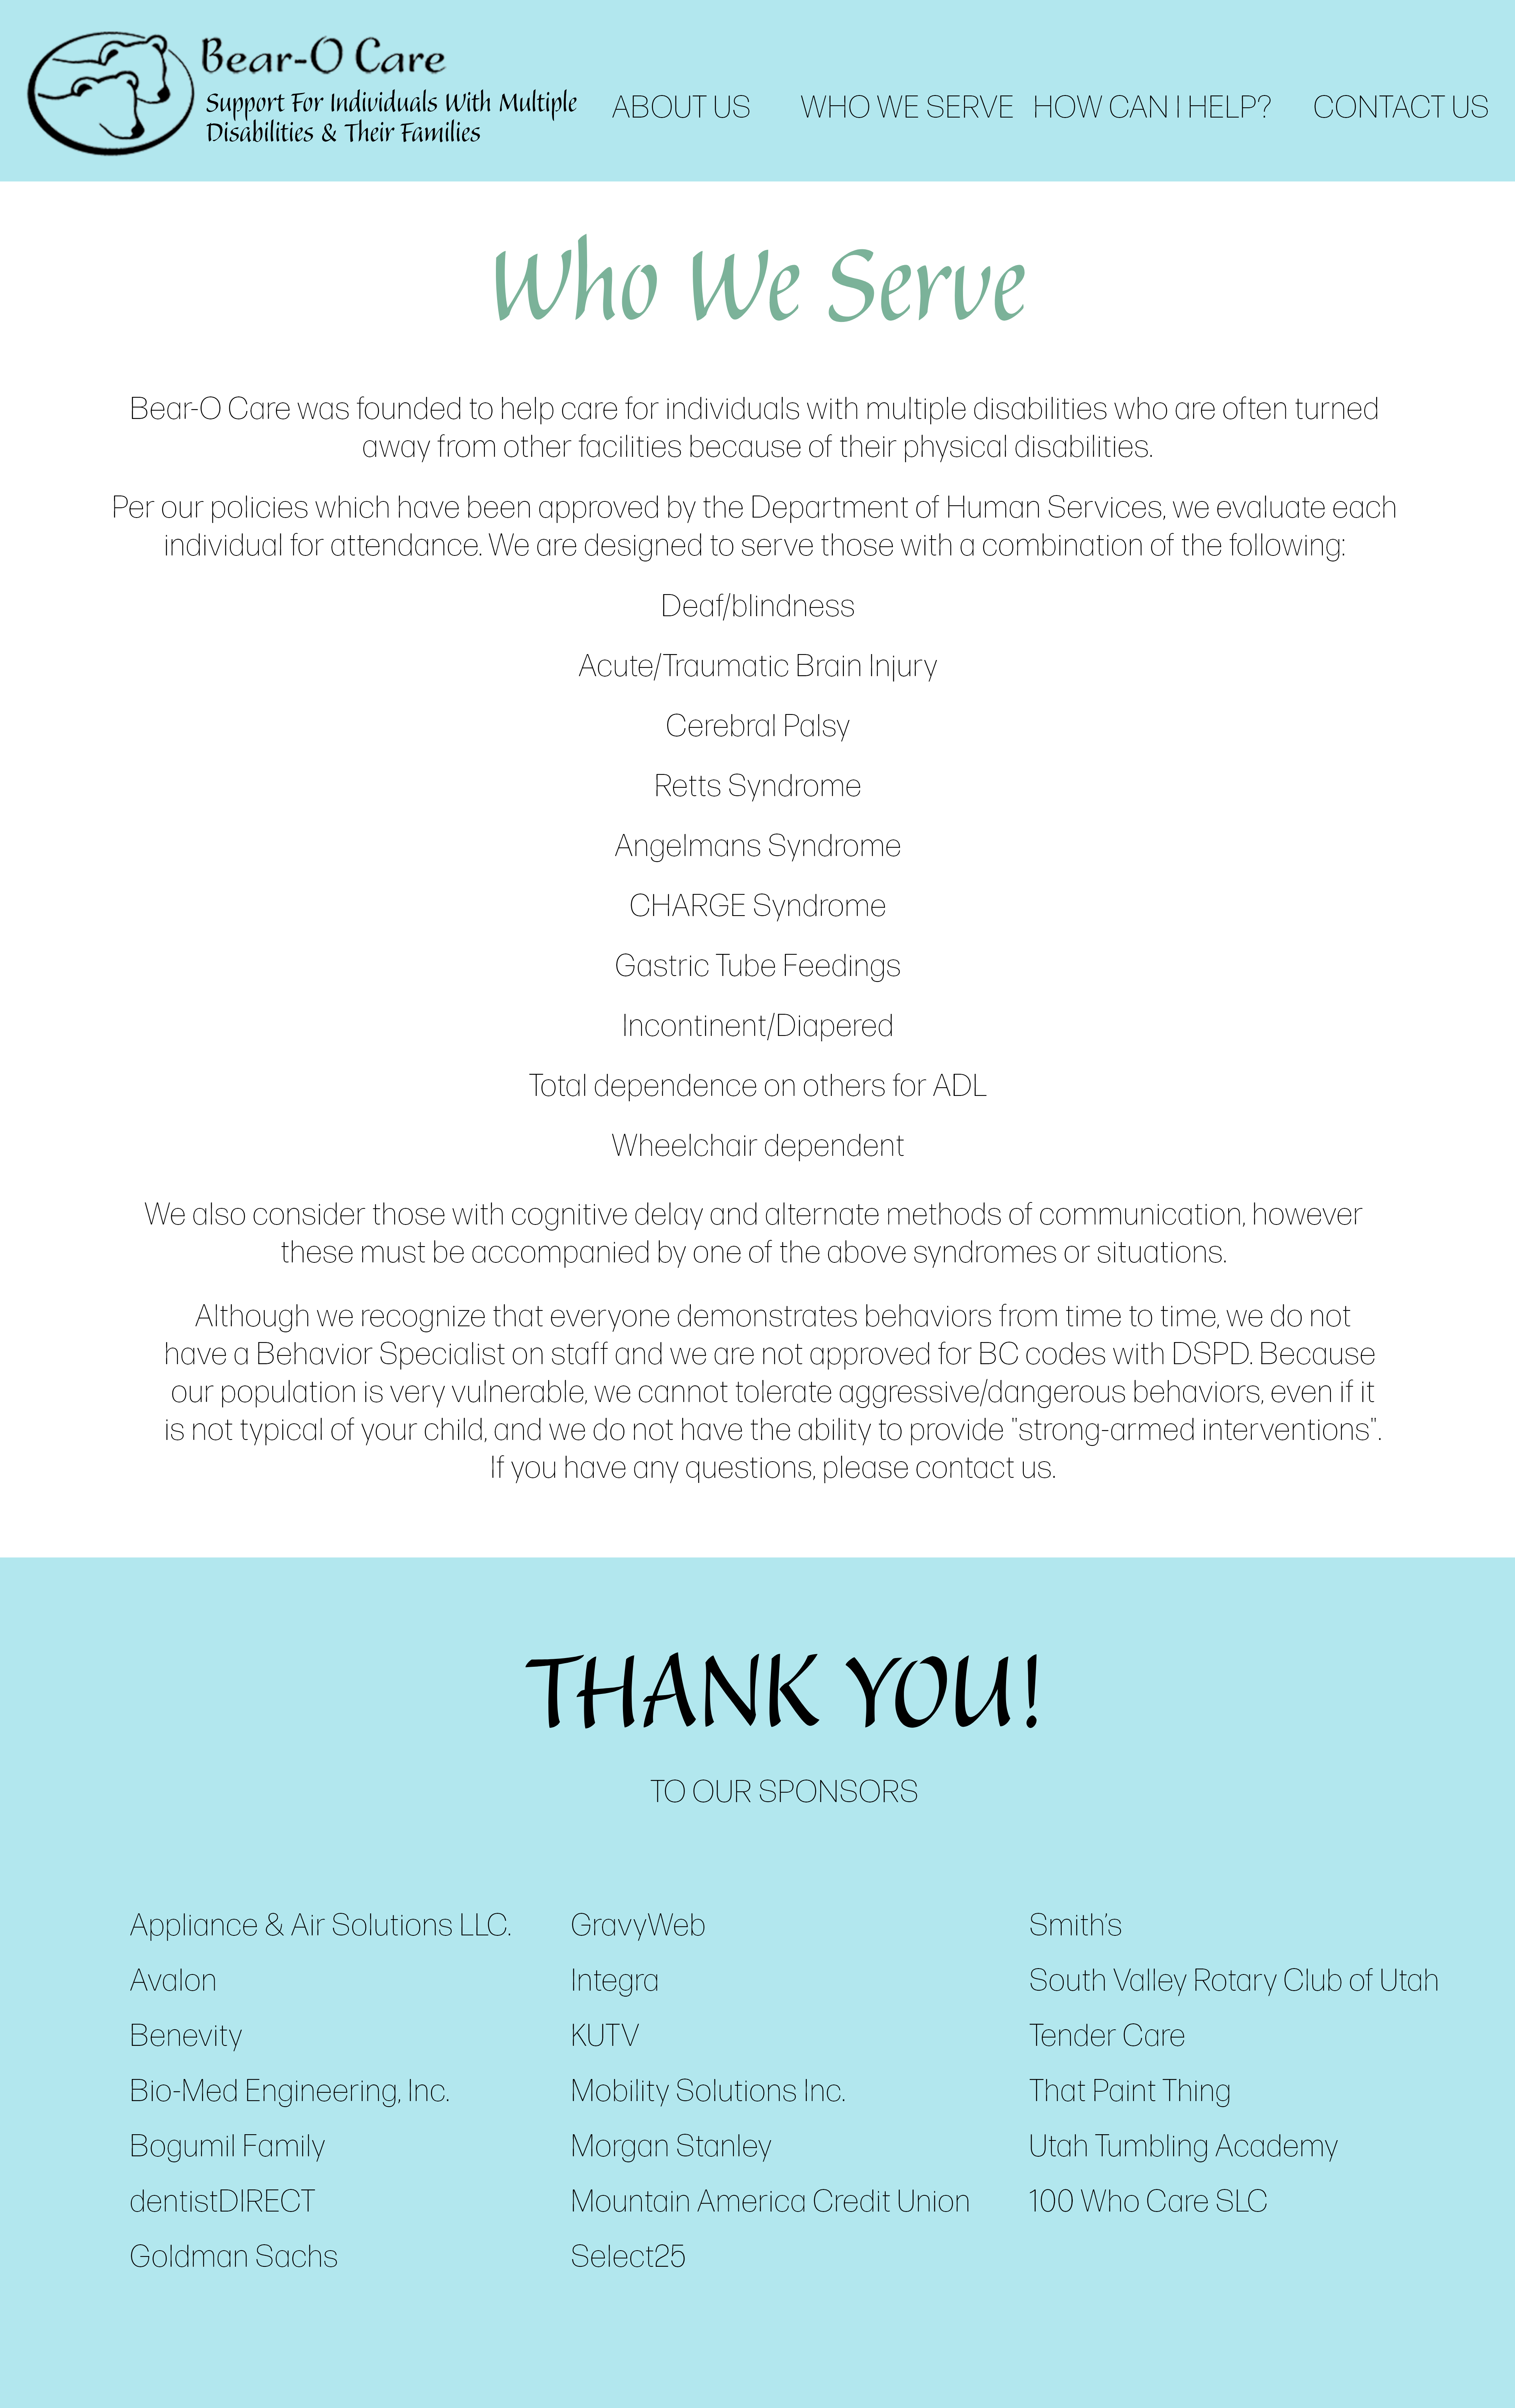 Bear-O Care
Support For Individuals With Multiple
Disabilities & Their Families
ABOUT US
WHO WE SERVE
HOW CAN I HELP?
CONTACT US
Who We Serve
Bear-O Care was founded to help care for individuals with multiple disabilities who are often turned
away from other facilities because of their physical disabilities.
Per our policies which have been approved by the Department of Human Services, we evaluate each
individual for attendance. We are designed to serve those with a combination of the following:
Deaf/blindness
Acute/Traumatic Brain Injury
Cerebral Palsy
Retts Syndrome
Angelmans Syndrome
CHARGE Syndrome
Gastric Tube Feedings
Incontinent/Diapered
Total dependence on others for ADL
Wheelchair dependent
We also consider those with cognitive delay and alternate methods of communication, however
these must be accompanied by one of the above syndromes or situations.
Although we recognize that everyone demonstrates behaviors from time to time, we do not
have a Behavior Specialist on staff and we are not approved for BC codes with DSPD. Because
our population is very vulnerable, we cannot tolerate aggressive/dangerous behaviors, even if it
is not typical of your child, and we do not have the ability to provide "strong-armed interventions".
If you have any questions, please contact us.
THANK YOU!
TO OUR SPONSORS
Appliance & Air Solutions LLC.
Avalon
Benevity
Bio-Med Engineering, Inc.
Bogumil Family
dentistDIRECT
Goldman Sachs
GravyWeb
Integra
KUTV
Mobility Solutions Inc.
Morgan Stanley
Mountain America Credit Union
Select25
Smith's
South Valley Rotary Club of Utah
Tender Care
That Paint Thing
Utah Tumbling Academy
100 Who Care SLC